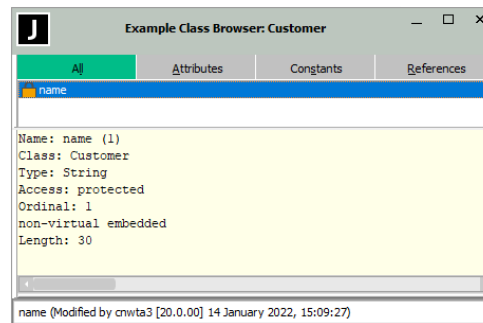 J
Example Class Browser: Customer
All Attributes Constants References
name
Name: name (1)
Class: Customer
Type: String
Access: protected
Ordinal: 1
non-virtual embedded
Length: 30
name (Modified by cnwta3 [20.0.00] 14 January 2022, 15:09:27)